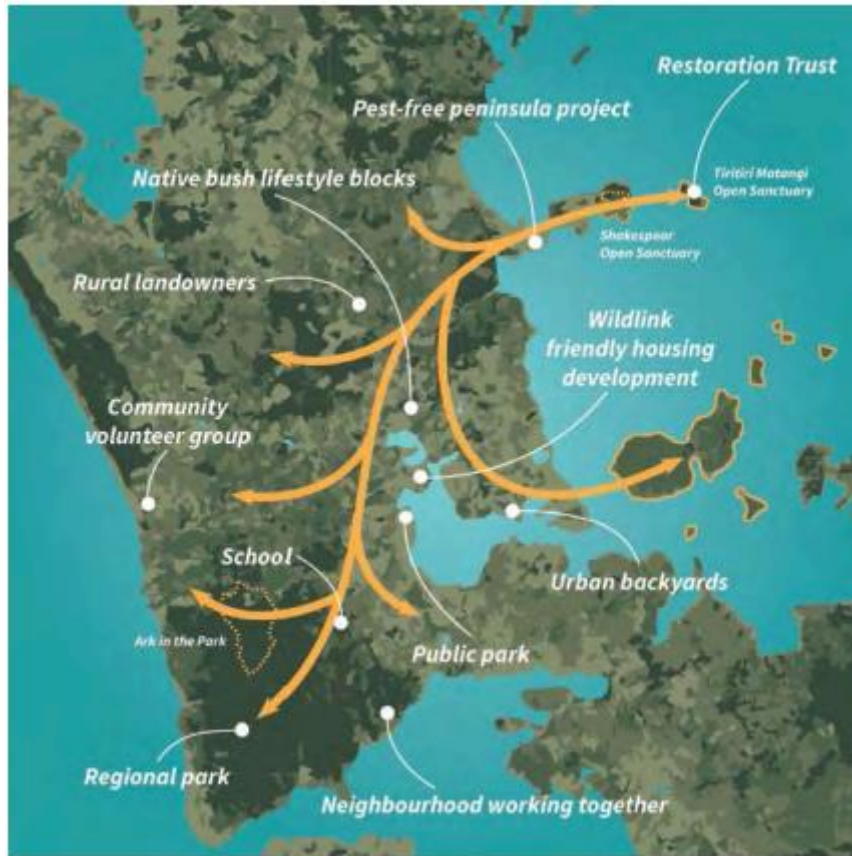 Restoration Trust
Pest-free peninsula project
Tiritiri Matangi
Open Sanctuary
Native bush lifestyle blocks
Shakespear
Open Sanctuary
Rural landowners
Wildlink
friendly housing
development
Community
volunteer group
School
Urban backyards
Ark in the Park
Public park
Regional park
Neighbourhood working together